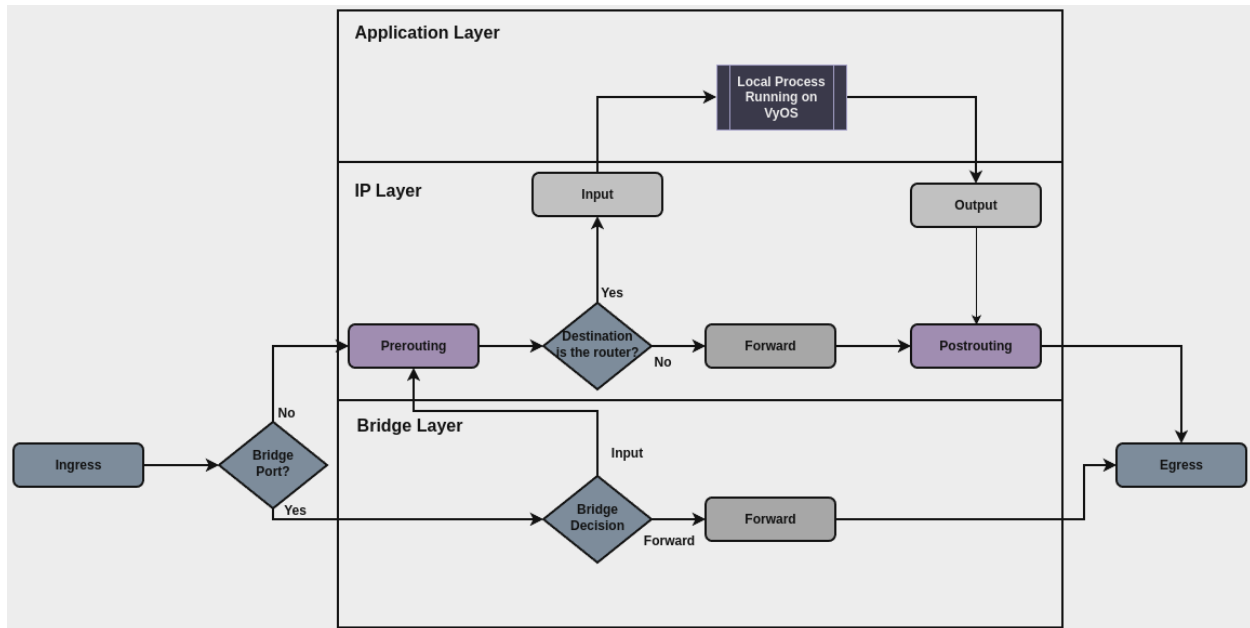 Application Layer
Local Process
Running on
VyOS
IP Layer
Input
Output
Yes
Prerouting
Destination
is the router?
No
Forward
Postrouting
No
Bridge Layer
Ingress
Bridge
Port?
Input
Egress
Yes
Bridge
Decision
Forward
Forward